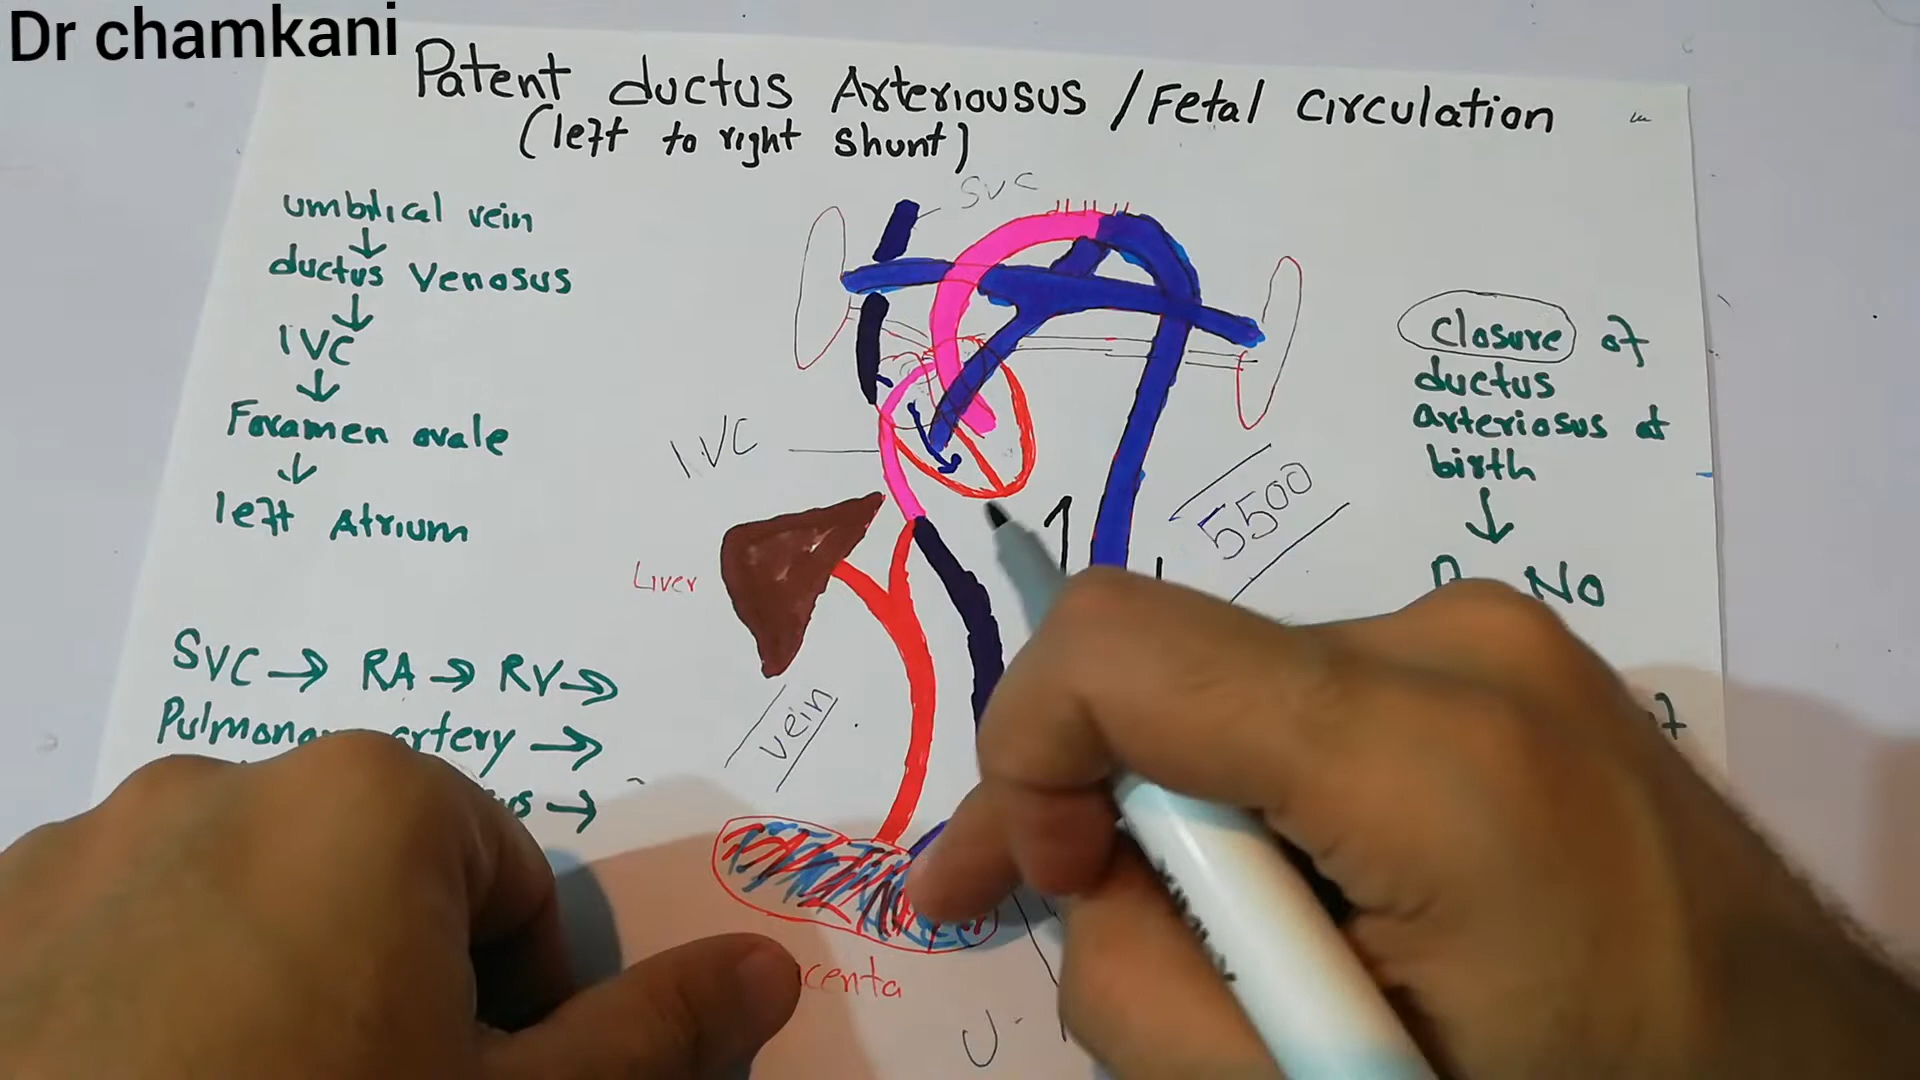 Dr chamkani
Patent ductus Arteriousus / Fetal Circulation
(left to right shunt)
umbilical vein
↓
ductus Venosus
↓
IVC
↓
Foramen ovale
↓
left Atrium
SVC → RA → RV →
artery →
→
SVC
IVC
Liver
vein
5500
U
closure of
ductus
arteriosus at
birth
↓
No